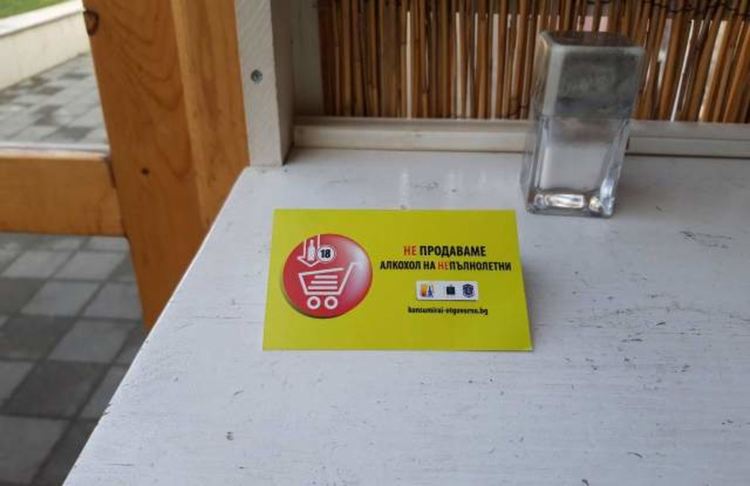 18
НЕ ПРОДАВАМЕ
АЛКОХОЛ НА НЕПЪЛНОЛЕТНИ
konsumirai-otgovorno.bg